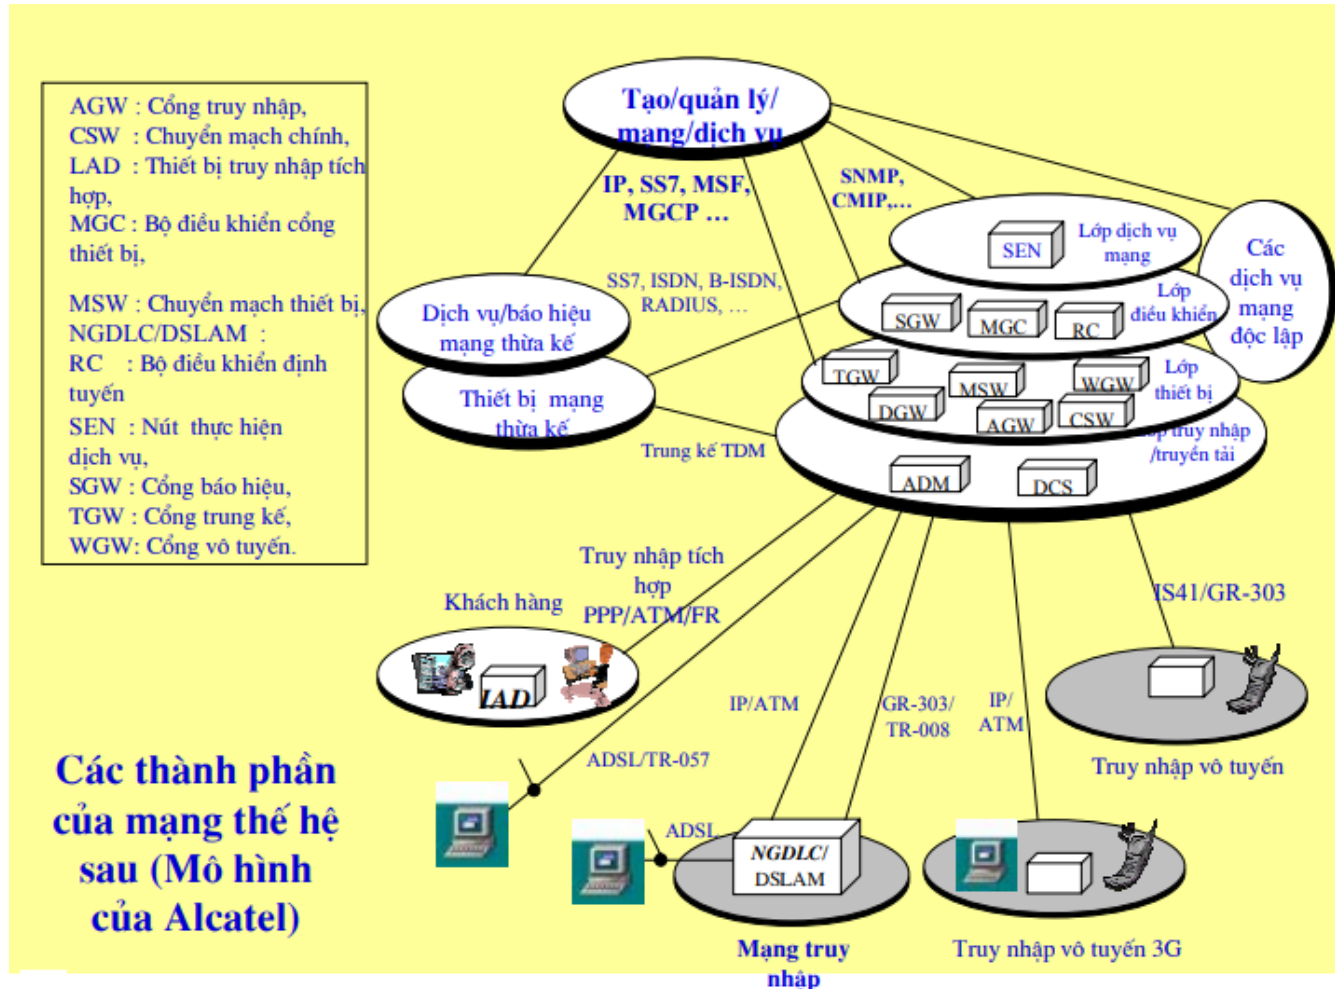 AGW : Cổng truy nhập,
CSW : Chuyển mạch chính,
LAD : Thiết bị truy nhập tích
hợp,
MGC : Bộ điều khiển cổng
thiết bị,
MSW : Chuyển mạch thiết bị,
NGDLC/DSLAM :
RC : Bộ điều khiển định
tuyến
SEN : Nút thực hiện
dịch vụ,
SGW : Cổng báo hiệu,
TGW : Cổng trung kế,
WGW: Cổng vô tuyến.
Tạo/quản lý/
mạng/dịch vụ
IP, SS7, MSF,
MGCP ...
SNMP,
CMIP,...
SEN
Lớp dịch vụ
mạng
Các
dịch vụ
mạng
độc lập
SS7, ISDN, B-ISDN,
RADIUS, ...
Dịch vụ/báo hiệu
mạng thừa kế
SGW
MGC
RC
Lớp
điều khiển
Thiết bị mạng
thừa kế
TGW
MSW
WGW
DGW
AGW
CSW
Lớp
thiết bị
Trung kế TDM
ADM
DCS
truy nhập
/truyền tải
Truy nhập tích
hợp
PPP/ATM/FR
Khách hàng
IAD
IS41/GR-303
IP/ATM
GR-303/
TR-008
IP/
ATM
ADSL/TR-057
Truy nhập vô tuyến
ADSL
NGDLC/
DSLAM
Mạng truy
nhập
Truy nhập vô tuyến 3G
Các thành phần
của mạng thế hệ
sau (Mô hình
của Alcatel)